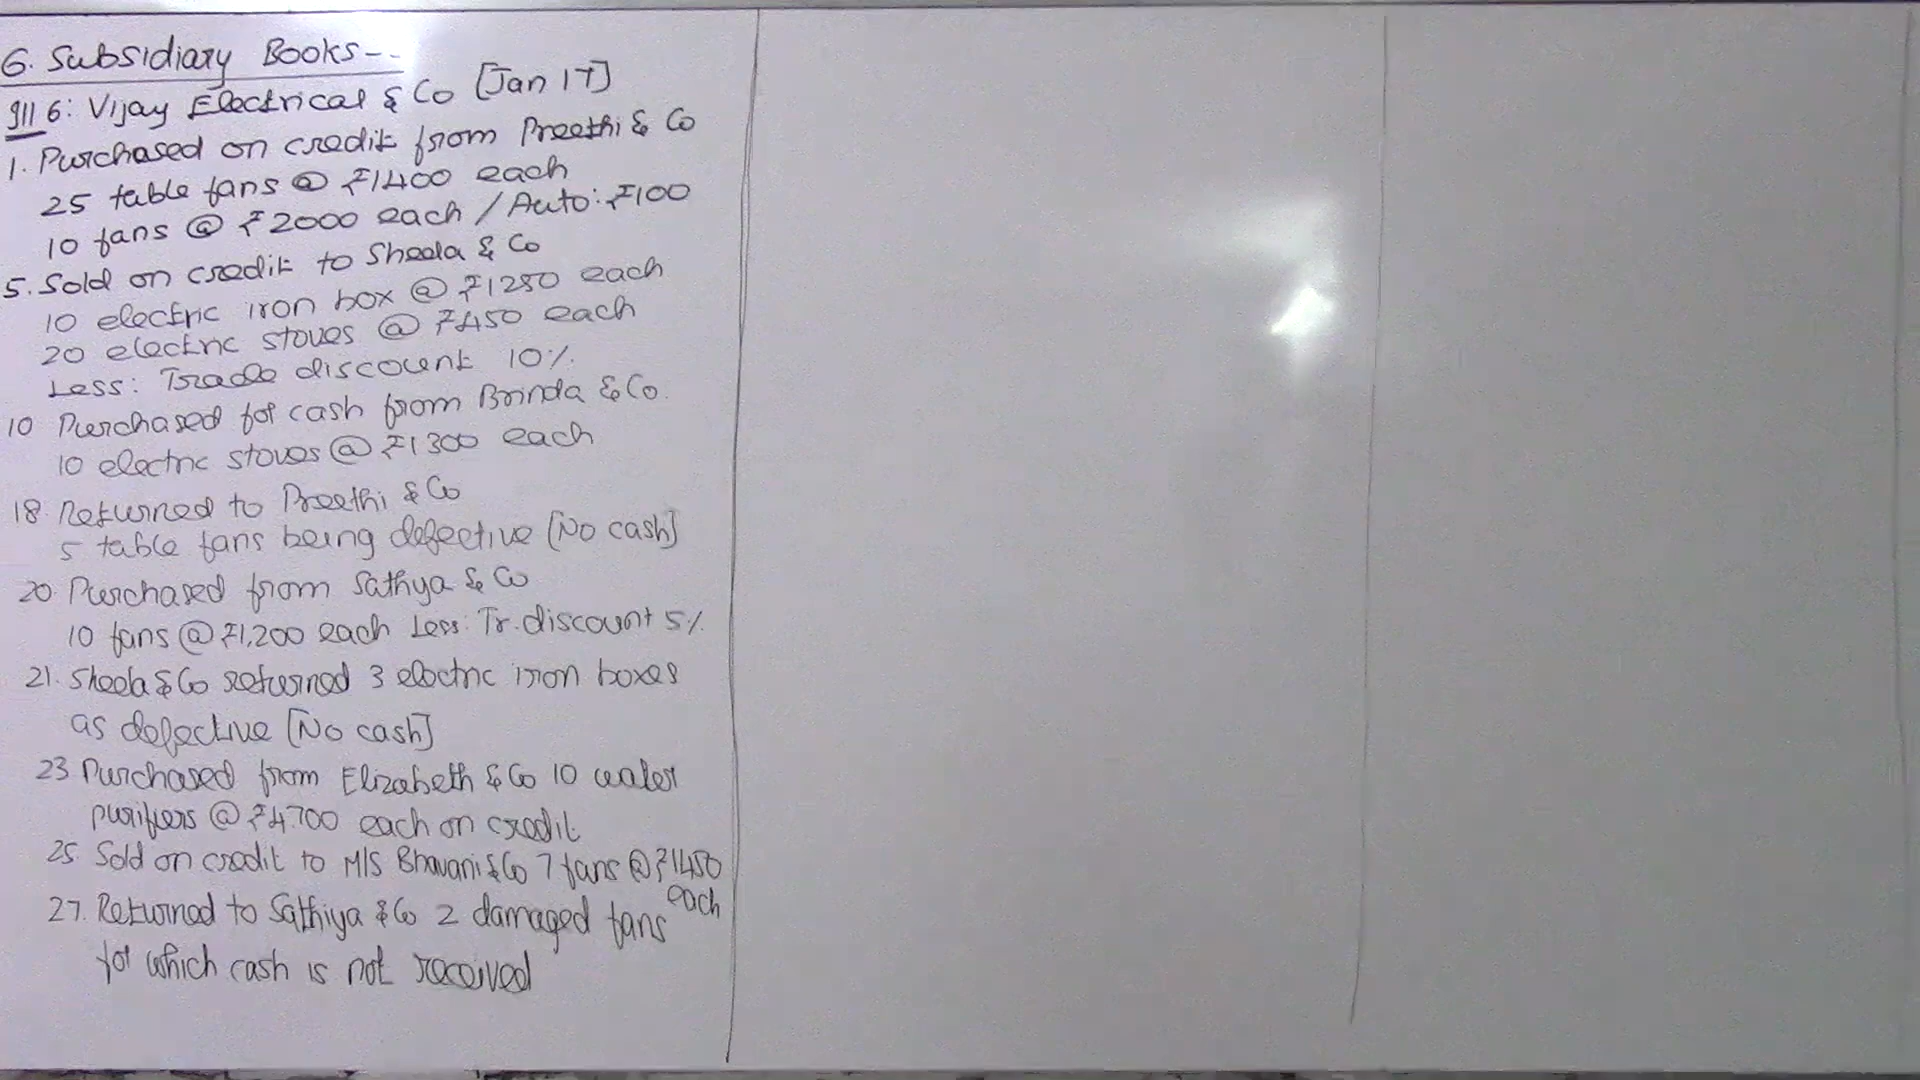 6. Subsidiary Books--
Ill 6: Vijay Electrical & Co [Jan 17]
1. Purchased on credit from Preethi & Co
25 table fans @ ₹1400 each
10 fans @ ₹2000 each / Auto: ₹100
5. Sold on credit to Sheela & Co
10 electric iron box @ ₹1250 each
20 electric stoves @ ₹450 each
Less: Trade discount 10%
10 Purchased for cash from Brinda & Co.
10 electric stoves @ ₹1300 each
18. Returned to Preethi & Co
5 table fans being defective [No cash]
20. Purchased from Sathya & Co
10 fans @ ₹1,200 each Less: Tr. discount 5%
21. Sheela & Co returned 3 electric iron boxes
as defective [No cash]
23 Purchased from Elizabeth & Co 10 water
purifiers @ ₹4700 each on credit
25 Sold on credit to M/S Bhavani & Co 7 fans @ ₹1450
each
27. Returned to Sathiya & Co 2 damaged fans
for which cash is not received